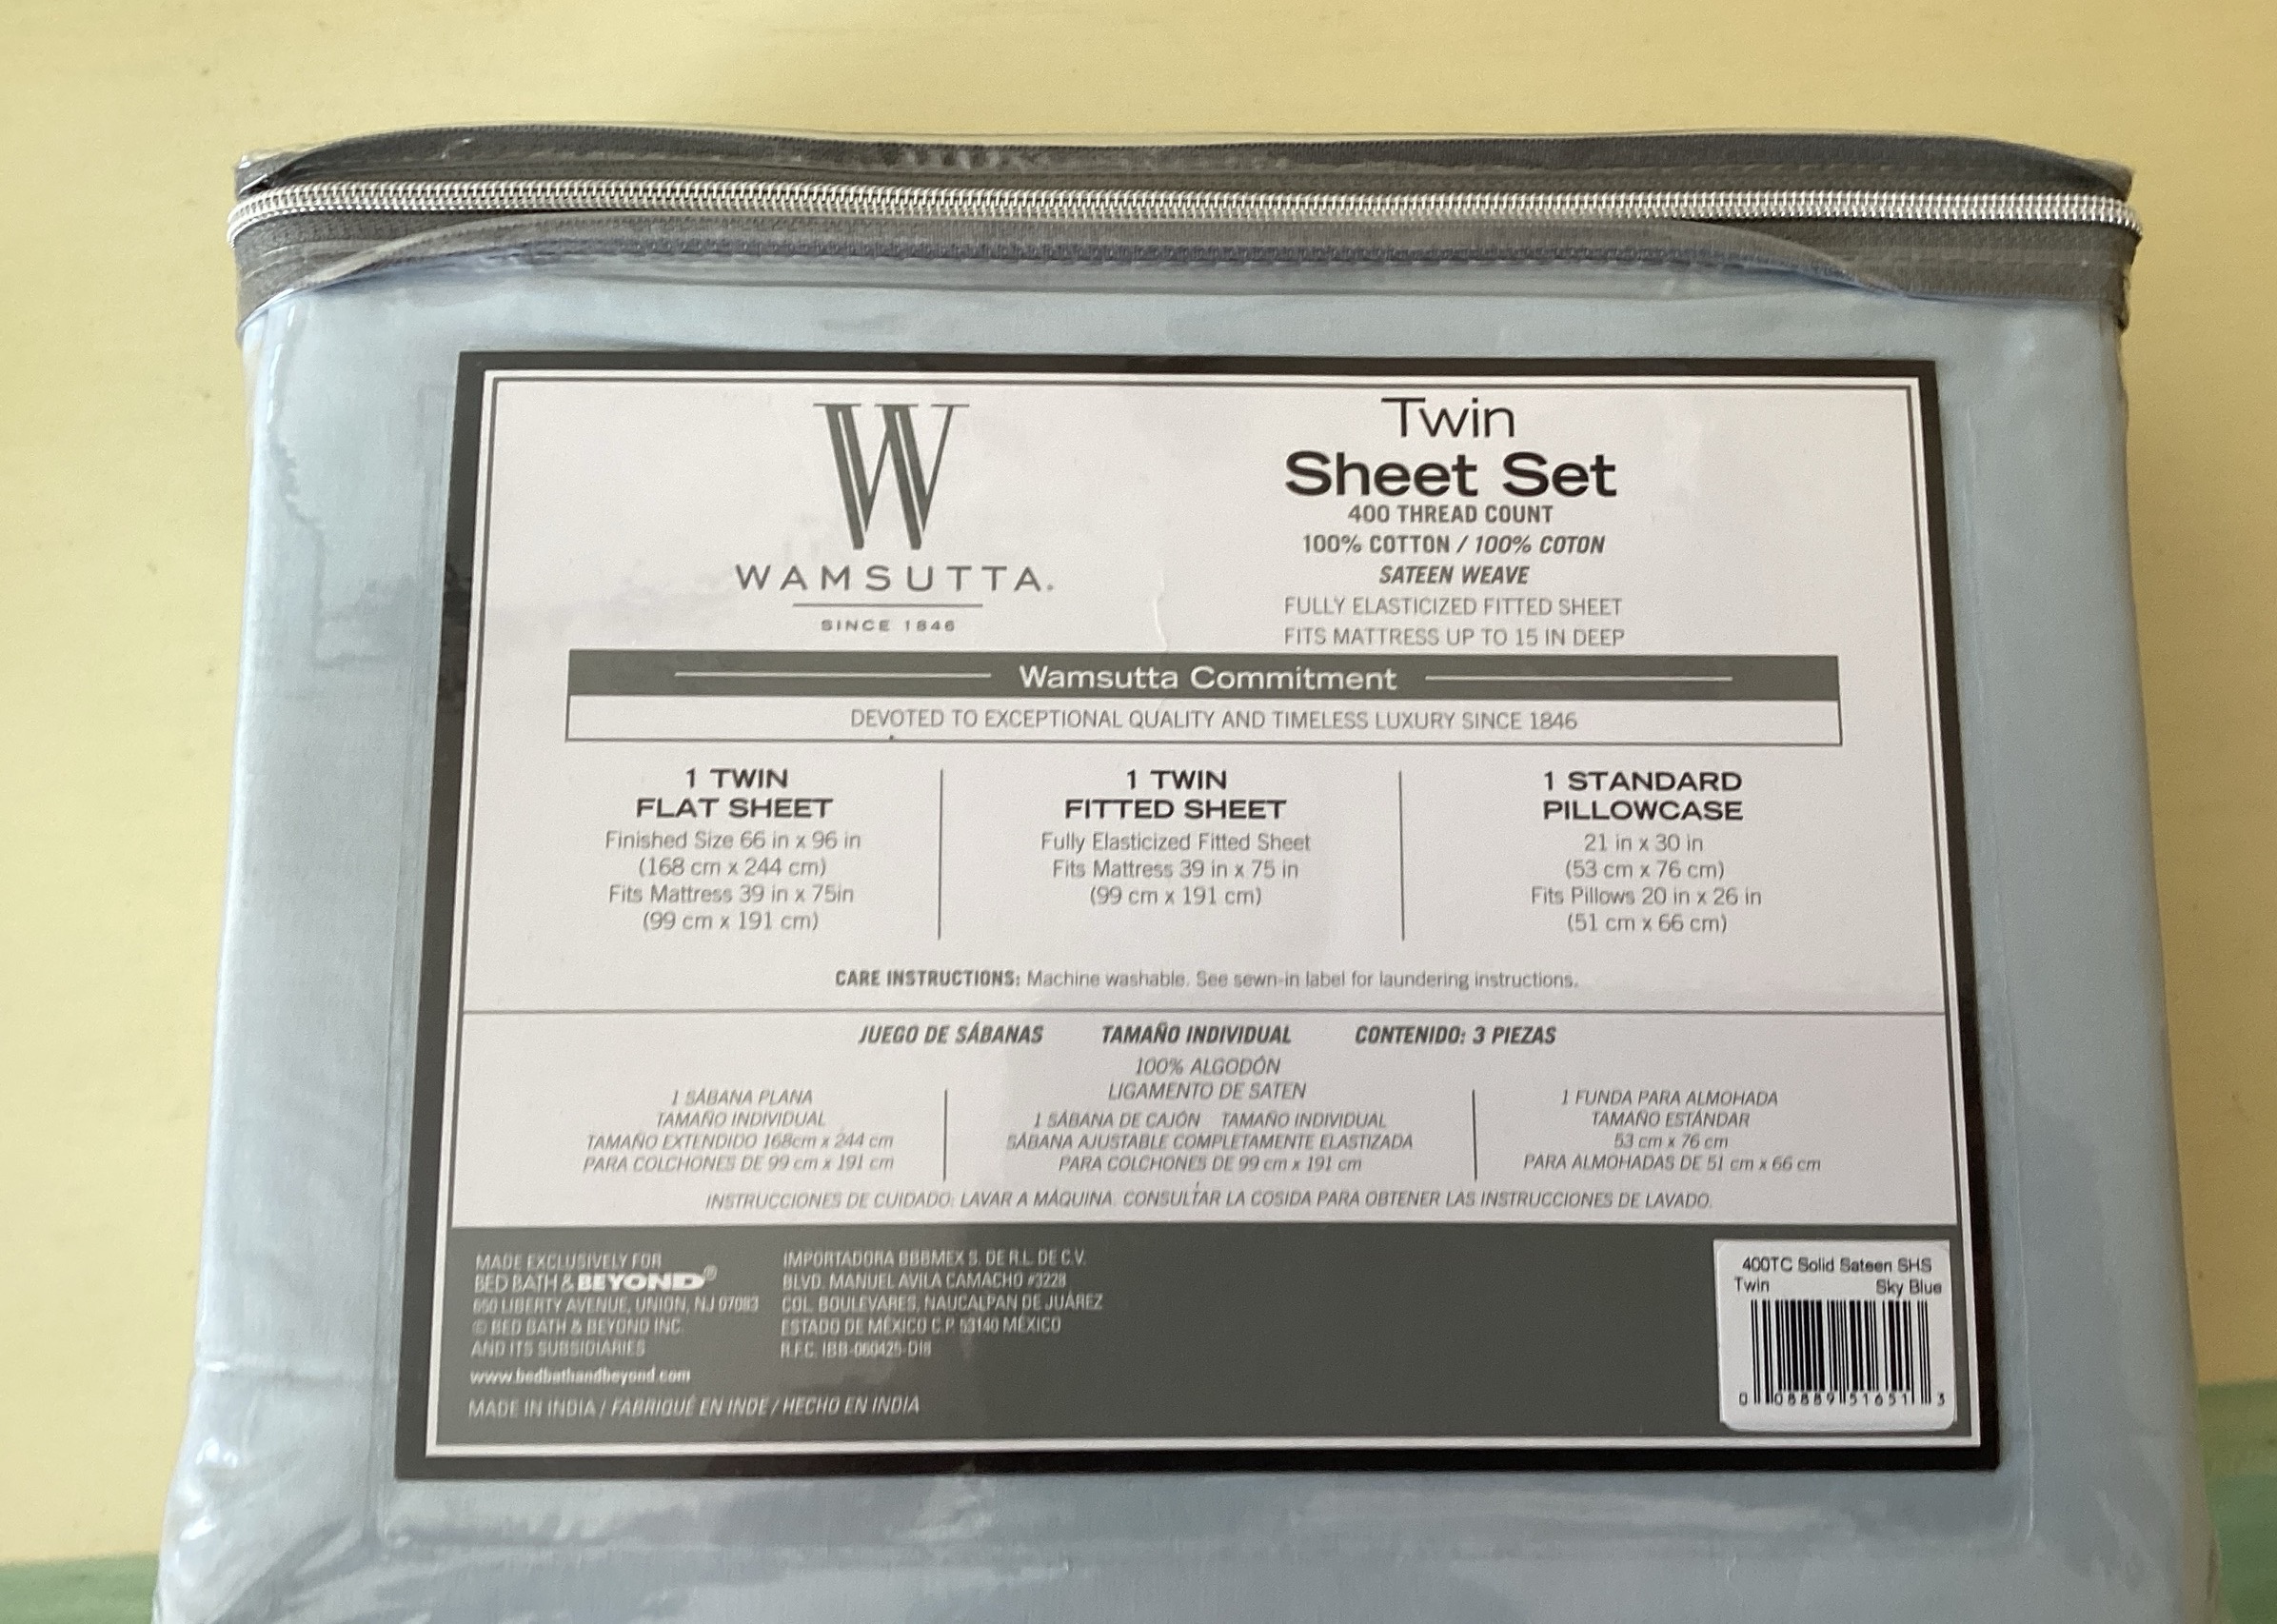 W
WAMSUTTA®
SINCE 1846
Twin
Sheet Set
400 THREAD COUNT
100% COTTON / 100% COTON
SATEEN WEAVE
FULLY ELASTICIZED FITTED SHEET
FITS MATTRESS UP TO 15 IN DEEP
Wamsutta Commitment
DEVOTED TO EXCEPTIONAL QUALITY AND TIMELESS LUXURY SINCE 1846
1 TWIN
FLAT SHEET
Finished Size 66 in x 96 in
(168 cm x 244 cm)
Fits Mattress 39 in x 75in
(99 cm x 191 cm)
1 TWIN
FITTED SHEET
Fully Elasticized Fitted Sheet
Fits Mattress 39 in x 75 in
(99 cm x 191 cm)
1 STANDARD
PILLOWCASE
21 in x 30 in
(53 cm x 76 cm)
Fits Pillows 20 in x 26 in
(51 cm x 66 cm)
CARE INSTRUCTIONS: Machine washable. See sewn-in label for laundering instructions.
JUEGO DE SÁBANAS TAMAÑO INDIVIDUAL CONTENIDO: 3 PIEZAS
100% ALGODÓN
LIGAMENTO DE SATEN
1 SÁBANA PLANA
TAMAÑO INDIVIDUAL
TAMAÑO EXTENDIDO 168cm x 244 cm
PARA COLCHONES DE 99 cm x 191 cm
1 SÁBANA DE CAJÓN TAMAÑO INDIVIDUAL
SÁBANA AJUSTABLE COMPLETAMENTE ELASTIZADA
PARA COLCHONES DE 99 cm x 191 cm
1 FUNDA PARA ALMOHADA
TAMAÑO ESTÁNDAR
53 cm x 76 cm
PARA ALMOHADAS DE 51 cm x 66 cm
INSTRUCCIONES DE CUIDADO: LAVAR A MÁQUINA. CONSULTAR LA COSIDA PARA OBTENER LAS INSTRUCCIONES DE LAVADO.
MADE EXCLUSIVELY FOR
BED BATH & BEYOND®
650 LIBERTY AVENUE, UNION, NJ 07083
© BED BATH & BEYOND INC.
AND ITS SUBSIDIARIES
www.bedbathandbeyond.com
MADE IN INDIA / FABRIQUÉ EN INDE / HECHO EN INDIA
IMPORTADORA BBBMEX S. DE R.L. DE C.V.
BLVD. MANUEL AVILA CAMACHO #3228
COL. BOULEVARES, NAUCALPAN DE JUÁREZ
ESTADO DE MÉXICO C.P. 53140 MÉXICO
R.F.C. IBB-060425-DI8
400TC Solid Sateen SHS
Twin Sky Blue
0 08889 51651 3